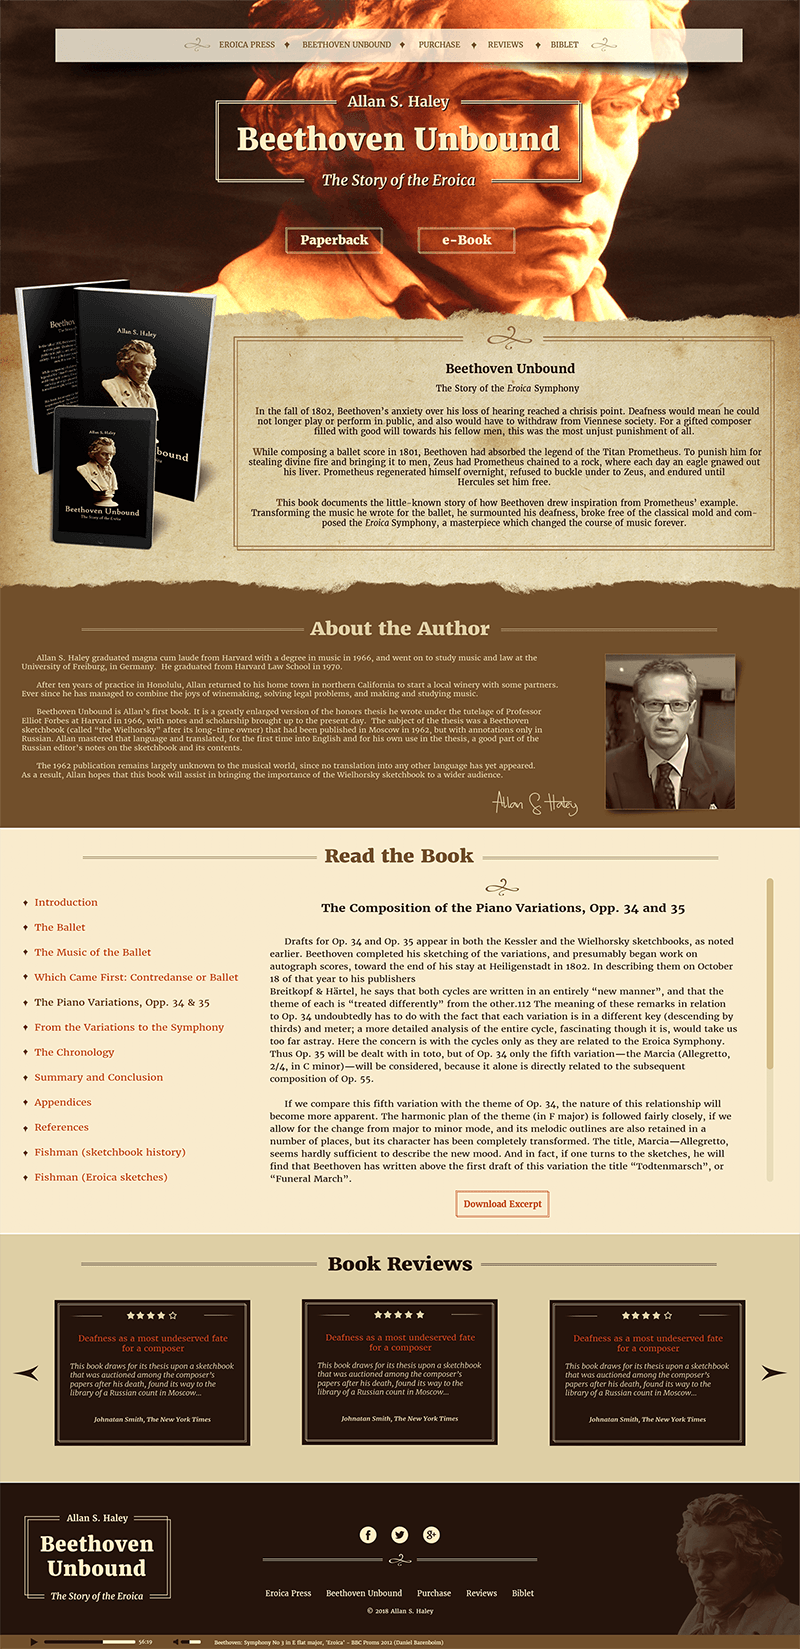 EROICA PRESS ♦ BEETHOVEN UNBOUND ♦ PURCHASE ♦ REVIEWS ♦ BIBLET
Allan S. Haley
Beethoven Unbound
The Story of the Eroica
Paperback
e-Book
Allan S. Haley
Allan S. Haley
Beethoven Unbound
The Story of the Eroica
Beethoven Unbound
The Story of the Eroica Symphony
In the fall of 1802, Beethoven's anxiety over his loss of hearing reached a chrisis point. Deafness would mean he could
not longer play or perform in public, and also would have to withdraw from Viennese society. For a gifted composer
filled with good will towards his fellow men, this was the most unjust punishment of all.
While composing a ballet score in 1801, Beethoven had absorbed the legend of the Titan Prometheus. To punish him for
stealing divine fire and bringing it to men, Zeus had Prometheus chained to a rock, where each day an eagle gnawed out
his liver. Prometheus regenerated himself overnight, refused to buckle under to Zeus, and endured until
Hercules set him free.
This book documents the little-known story of how Beethoven drew inspiration from Prometheus' example.
Transforming the music he wrote for the ballet, he surmounted his deafness, broke free of the classical mold and com-
posed the Eroica Symphony, a masterpiece which changed the course of music forever.
About the Author
Allan S. Haley graduated magna cum laude from Harvard with a degree in music in 1966, and went on to study music and law at the
University of Freiburg, in Germany. He graduated from Harvard Law School in 1970.
After ten years of practice in Honolulu, Allan returned to his home town in northern California to start a local winery with some partners.
Ever since he has managed to combine the joys of winemaking, solving legal problems, and making and studying music.
Beethoven Unbound is Allan's first book. It is a greatly enlarged version of the honors thesis he wrote under the tutelage of Professor
Elliot Forbes at Harvard in 1966, with notes and scholarship brought up to the present day. The subject of the thesis was a Beethoven
sketchbook (called "the Wielhorsky" after its long-time owner) that had been published in Moscow in 1962, but with annotations only in
Russian. Allan mastered that language and translated, for the first time into English and for his own use in the thesis, a good part of the
Russian editor's notes on the sketchbook and its contents.
The 1962 publication remains largely unknown to the musical world, since no translation into any other language has yet appeared.
As a result, Allan hopes that this book will assist in bringing the importance of the Wielhorsky sketchbook to a wider audience.
Allan S Haley
Read the Book
Introduction
The Ballet
The Music of the Ballet
Which Came First: Contredanse or Ballet
The Piano Variations, Opp. 34 & 35
From the Variations to the Symphony
The Chronology
Summary and Conclusion
Appendices
References
Fishman (sketchbook history)
Fishman (Eroica sketches)
The Composition of the Piano Variations, Opp. 34 and 35
Drafts for Op. 34 and Op. 35 appear in both the Kessler and the Wielhorsky sketchbooks, as noted
earlier. Beethoven completed his sketching of the variations, and presumably began work on
autograph scores, toward the end of his stay at Heiligenstadt in 1802. In describing them on October
18 of that year to his publishers
Breitkopf & Härtel, he says that both cycles are written in an entirely "new manner", and that the
theme of each is "treated differently" from the other.112 The meaning of these remarks in relation
to Op. 34 undoubtedly has to do with the fact that each variation is in a different key (descending by
thirds) and meter; a more detailed analysis of the entire cycle, fascinating though it is, would take us
too far astray. Here the concern is with the cycles only as they are related to the Eroica Symphony.
Thus Op. 35 will be dealt with in toto, but of Op. 34 only the fifth variation—the Marcia (Allegretto,
2/4, in C minor)—will be considered, because it alone is directly related to the subsequent
composition of Op. 55.
If we compare this fifth variation with the theme of Op. 34, the nature of this relationship will
become more apparent. The harmonic plan of the theme (in F major) is followed fairly closely, if we
allow for the change from major to minor mode, and its melodic outlines are also retained in a
number of places, but its character has been completely transformed. The title, Marcia—Allegretto,
seems hardly sufficient to describe the new mood. And in fact, if one turns to the sketches, he will
find that Beethoven has written above the first draft of this variation the title "Todtenmarsch", or
"Funeral March".
Download Excerpt
Book Reviews
Deafness as a most undeserved fate
for a composer
This book draws for its thesis upon a sketchbook
that was auctioned among the composer's
papers after his death, found its way to the
library of a Russian count in Moscow...
Johnatan Smith, The New York Times
Deafness as a most undeserved fate
for a composer
This book draws for its thesis upon a sketchbook
that was auctioned among the composer's
papers after his death, found its way to the
library of a Russian count in Moscow...
Johnatan Smith, The New York Times
Deafness as a most undeserved fate
for a composer
This book draws for its thesis upon a sketchbook
that was auctioned among the composer's
papers after his death, found its way to the
library of a Russian count in Moscow...
Johnatan Smith, The New York Times
Allan S. Haley
Beethoven
Unbound
The Story of the Eroica
Eroica Press Beethoven Unbound Purchase Reviews Biblet
© 2018 Allan S. Haley
56:19 Beethoven: Symphony No 3 in E flat major, 'Eroica' - BBC Proms 2012 (Daniel Barenboim)